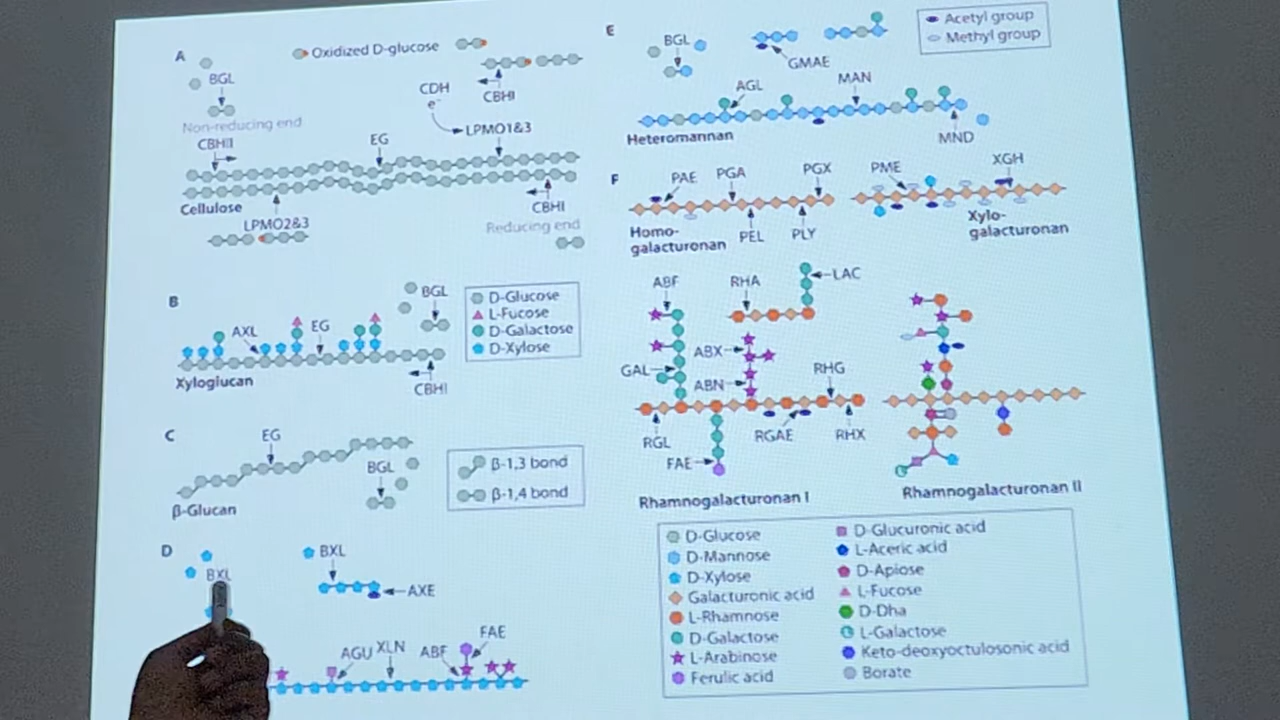 A
Oxidized D-glucose
BGL
CDH
e-
CBHI
Non-reducing end
CBHII
EG
LPMO1&3
Cellulose
CBHI
LPMO2&3
Reducing end
B
BGL
AXL
EG
Xyloglucan
CBHI
D-Glucose
L-Fucose
D-Galactose
D-Xylose
C
EG
BGL
β-Glucan
β-1,3 bond
β-1,4 bond
D
BXL
BXL
AXE
AGU
XLN
ABF
FAE
E
BGL
GMAE
Acetyl group
Methyl group
AGL
MAN
Heteromannan
MND
F
PAE
PGA
PGX
PME
XGH
Homo-
galacturonan
PEL
PLY
Xylo-
galacturonan
ABF
RHA
LAC
ABX
GAL
ABN
RHG
RGL
RGAE
RHX
FAE
Rhamnogalacturonan I
Rhamnogalacturonan II
D-Glucose
D-Mannose
D-Xylose
Galacturonic acid
L-Rhamnose
D-Galactose
L-Arabinose
Ferulic acid
D-Glucuronic acid
L-Aceric acid
D-Apiose
L-Fucose
D-Dha
L-Galactose
Keto-deoxyoctulosonic acid
Borate